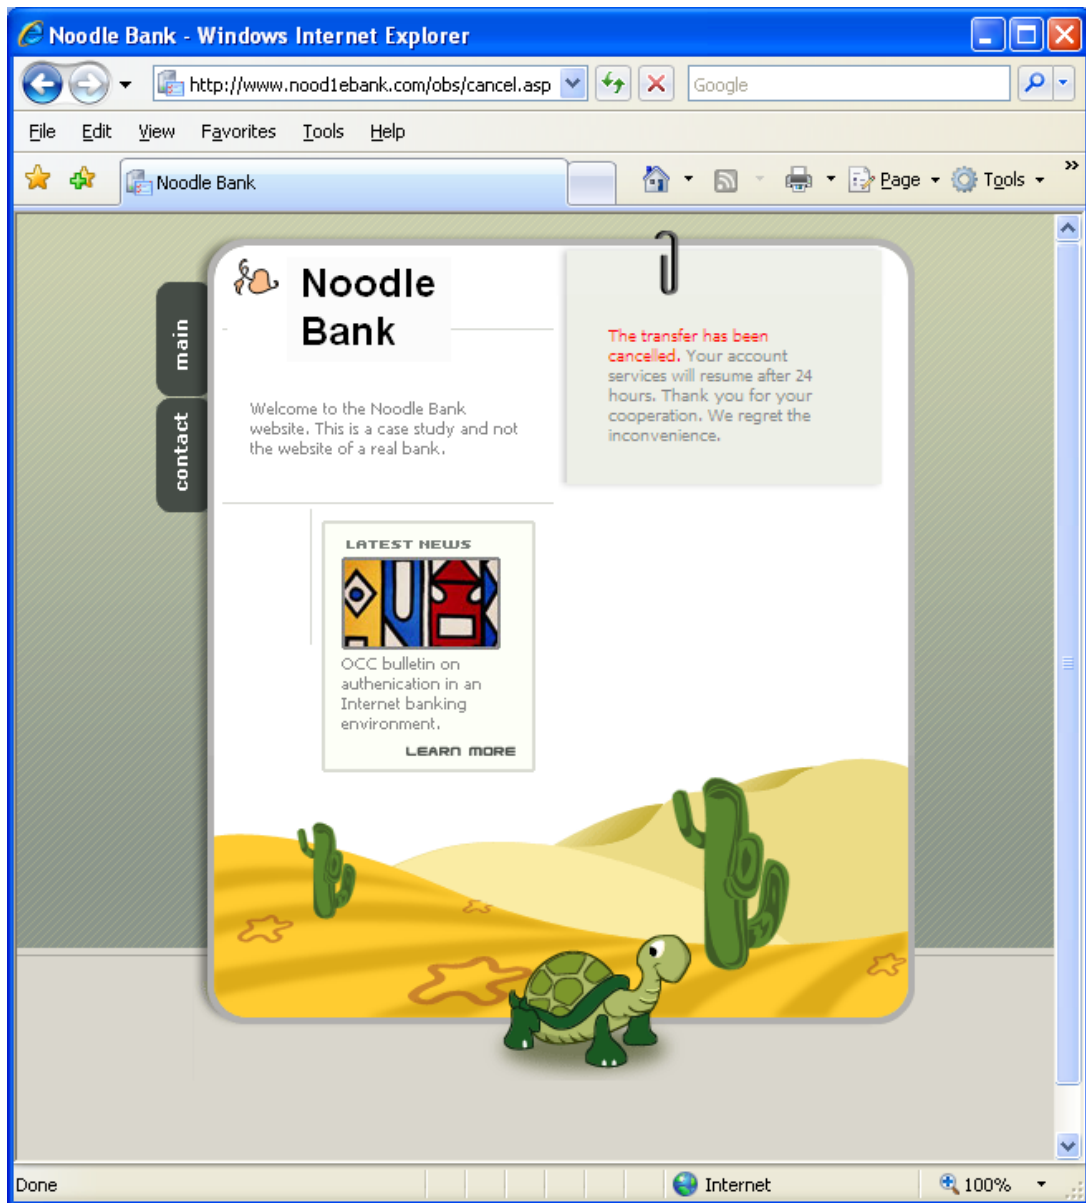 Noodle Bank - Windows Internet Explorer
http://www.nood1ebank.com/obs/cancel.asp
Google
File Edit View Favorites Tools Help
Noodle Bank
Page
Tools
»
main
contact
Noodle
Bank
Welcome to the Noodle Bank
website. This is a case study and not
the website of a real bank.
The transfer has been
cancelled. Your account
services will resume after 24
hours. Thank you for your
cooperation. We regret the
inconvenience.
LATEST NEWS
OCC bulletin on
authenication in an
Internet banking
environment.
LEARN MORE
Done
Internet
100%